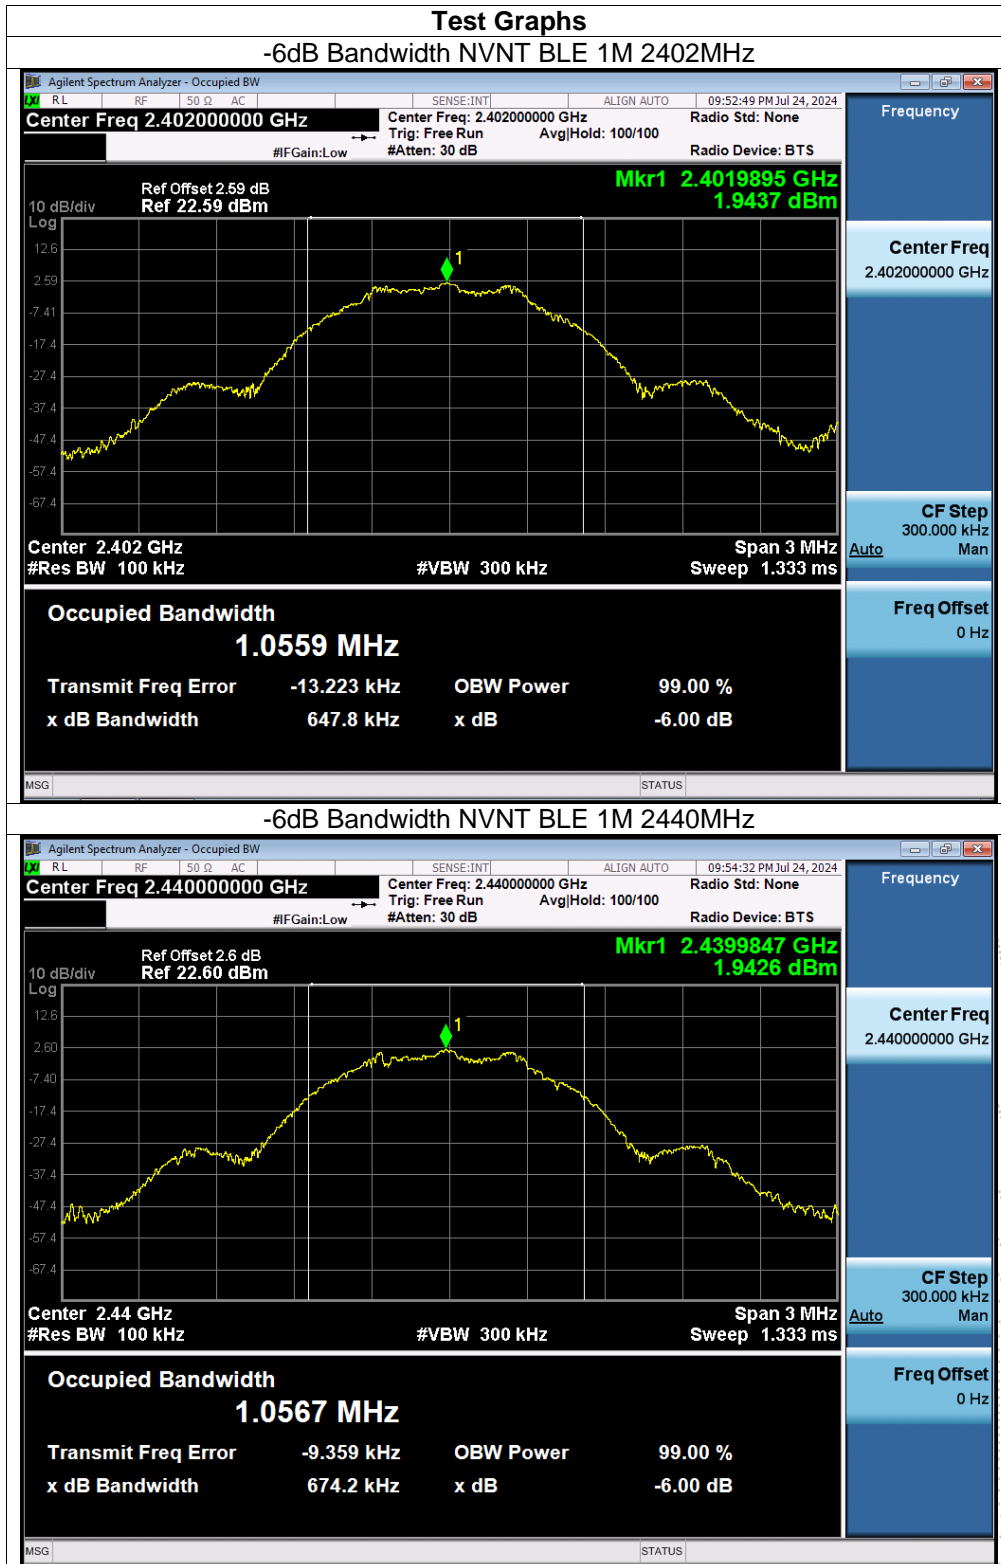 Test Graphs
-6dB Bandwidth NVNT BLE 1M 2402MHz
Agilent Spectrum Analyzer - Occupied BW
LXI RL RF 50 Ω AC SENSE:INT ALIGN AUTO 09:52:49 PM Jul 24, 2024
Center Freq 2.402000000 GHz
Center Freq: 2.402000000 GHz Radio Std: None
Trig: Free Run Avg|Hold: 100/100
#IFGain:Low #Atten: 30 dB Radio Device: BTS
Frequency
Mkr1 2.4019895 GHz
1.9437 dBm
Ref Offset 2.59 dB
10 dB/div Ref 22.59 dBm
Log
12.6
2.59
-7.41
-17.4
-27.4
-37.4
-47.4
-57.4
-67.4
1
Center Freq
2.402000000 GHz
CF Step
300.000 kHz
Auto Man
Freq Offset
0 Hz
Center 2.402 GHz Span 3 MHz
#Res BW 100 kHz #VBW 300 kHz Sweep 1.333 ms
Occupied Bandwidth
1.0559 MHz
Transmit Freq Error -13.223 kHz OBW Power 99.00 %
x dB Bandwidth 647.8 kHz x dB -6.00 dB
MSG STATUS
-6dB Bandwidth NVNT BLE 1M 2440MHz
Agilent Spectrum Analyzer - Occupied BW
LXI RL RF 50 Ω AC SENSE:INT ALIGN AUTO 09:54:32 PM Jul 24, 2024
Center Freq 2.440000000 GHz
Center Freq: 2.440000000 GHz Radio Std: None
Trig: Free Run Avg|Hold: 100/100
#IFGain:Low #Atten: 30 dB Radio Device: BTS
Frequency
Mkr1 2.4399847 GHz
1.9426 dBm
Ref Offset 2.6 dB
10 dB/div Ref 22.60 dBm
Log
12.6
2.60
-7.40
-17.4
-27.4
-37.4
-47.4
-57.4
-67.4
1
Center Freq
2.440000000 GHz
CF Step
300.000 kHz
Auto Man
Freq Offset
0 Hz
Center 2.44 GHz Span 3 MHz
#Res BW 100 kHz #VBW 300 kHz Sweep 1.333 ms
Occupied Bandwidth
1.0567 MHz
Transmit Freq Error -9.359 kHz OBW Power 99.00 %
x dB Bandwidth 674.2 kHz x dB -6.00 dB
MSG STATUS